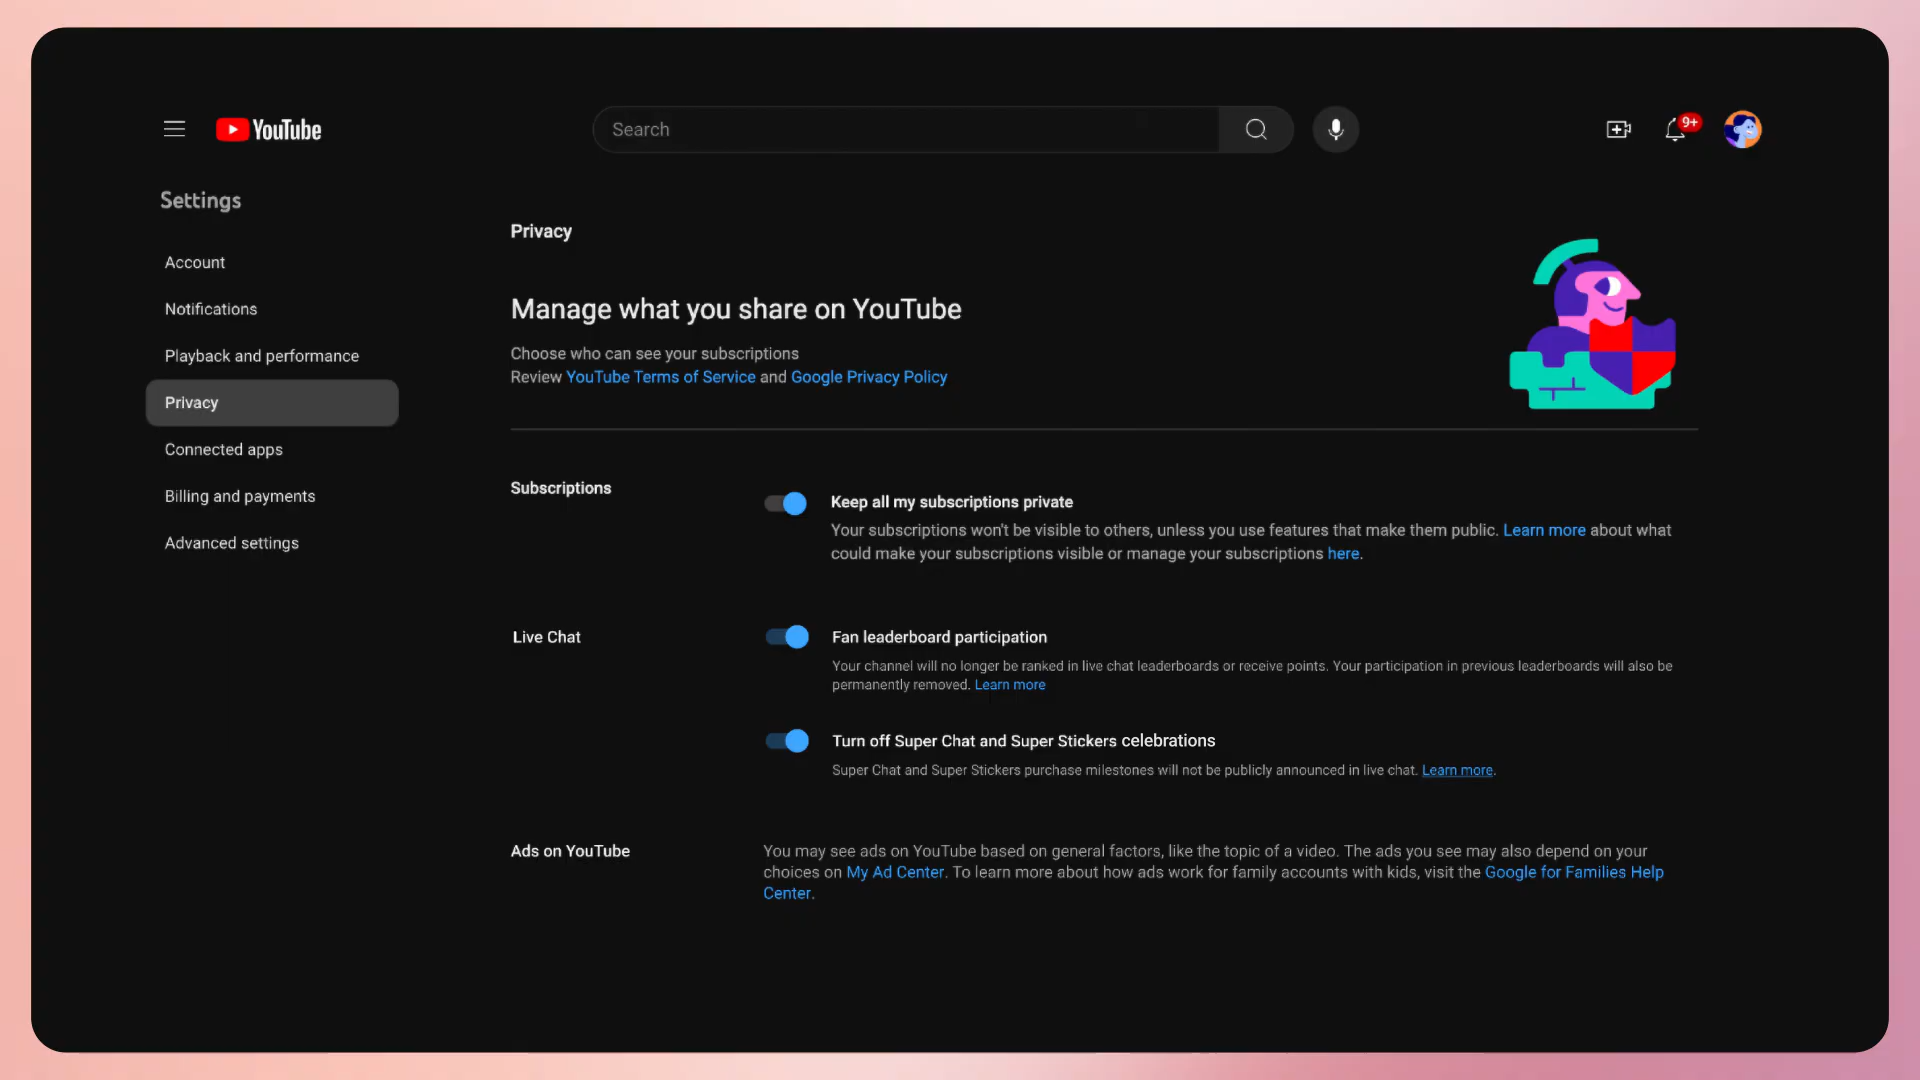 YouTube
Search
9+
Settings
Account
Notifications
Playback and performance
Privacy
Connected apps
Billing and payments
Advanced settings
Privacy
Manage what you share on YouTube
Choose who can see your subscriptions
Review YouTube Terms of Service and Google Privacy Policy
Subscriptions
Keep all my subscriptions private
Your subscriptions won't be visible to others, unless you use features that make them public. Learn more about what
could make your subscriptions visible or manage your subscriptions here.
Live Chat
Fan leaderboard participation
Your channel will no longer be ranked in live chat leaderboards or receive points. Your participation in previous leaderboards will also be
permanently removed. Learn more
Turn off Super Chat and Super Stickers celebrations
Super Chat and Super Stickers purchase milestones will not be publicly announced in live chat. Learn more.
Ads on YouTube
You may see ads on YouTube based on general factors, like the topic of a video. The ads you see may also depend on your
choices on My Ad Center. To learn more about how ads work for family accounts with kids, visit the Google for Families Help
Center.